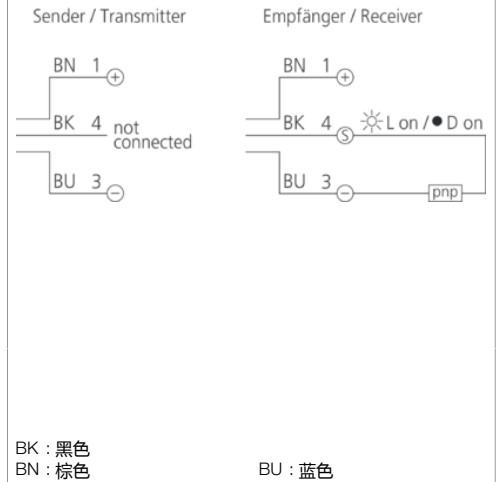 Sender / Transmitter
Empfänger / Receiver
BN 1 +
BN 1 +
BK 4 not connected
BK 4 S L on / ● D on
BU 3 −
BU 3 − pnp
BK : 黑色
BN : 棕色
BU : 蓝色